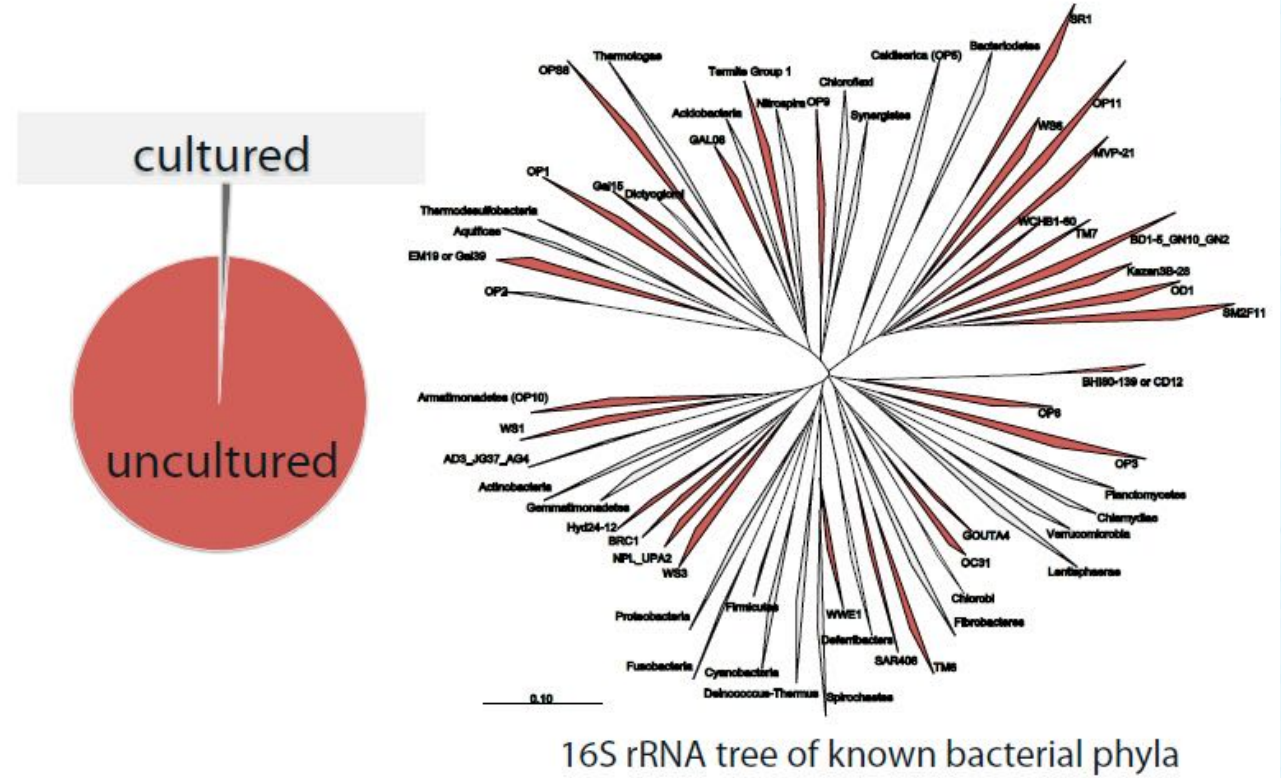 cultured
uncultured
SR1
Bacteriodetes
Caldiserica (OP5)
Thermotogae
OPS8
Termite Group 1
Chloroflexi
Nitrospira
OP9
OP11
Acidobacteria
Synergistes
WS6
GAL08
MVP-21
OP1
Gal15
Dictyoglomi
Thermodesulfobacteria
WCHB1-60
TM7
Aquificae
BD1-5_GN10_GN2
EM19 or Gal39
Kazan3B-28
OP2
OD1
SM2F11
BHI80-139 or CD12
Armatimonadetes (OP10)
OP8
WS1
AD3_JG37_AG4
OP3
Actinobacteria
Planctomycetes
Gemmatimonadetes
Chlamydiae
Hyd24-12
Verrucomicrobia
BRC1
GOUTA4
NPL_UPA2
OC31
WS3
Lentisphaerae
Chlorobi
Firmicutes
Proteobacteria
WWE1
Fibrobacteres
Deferribacters
SAR406
Fusobacteria
TM6
Cyanobacteria
Deinococcus-Thermus
Spirochaetes
0.10
16S rRNA tree of known bacterial phyla